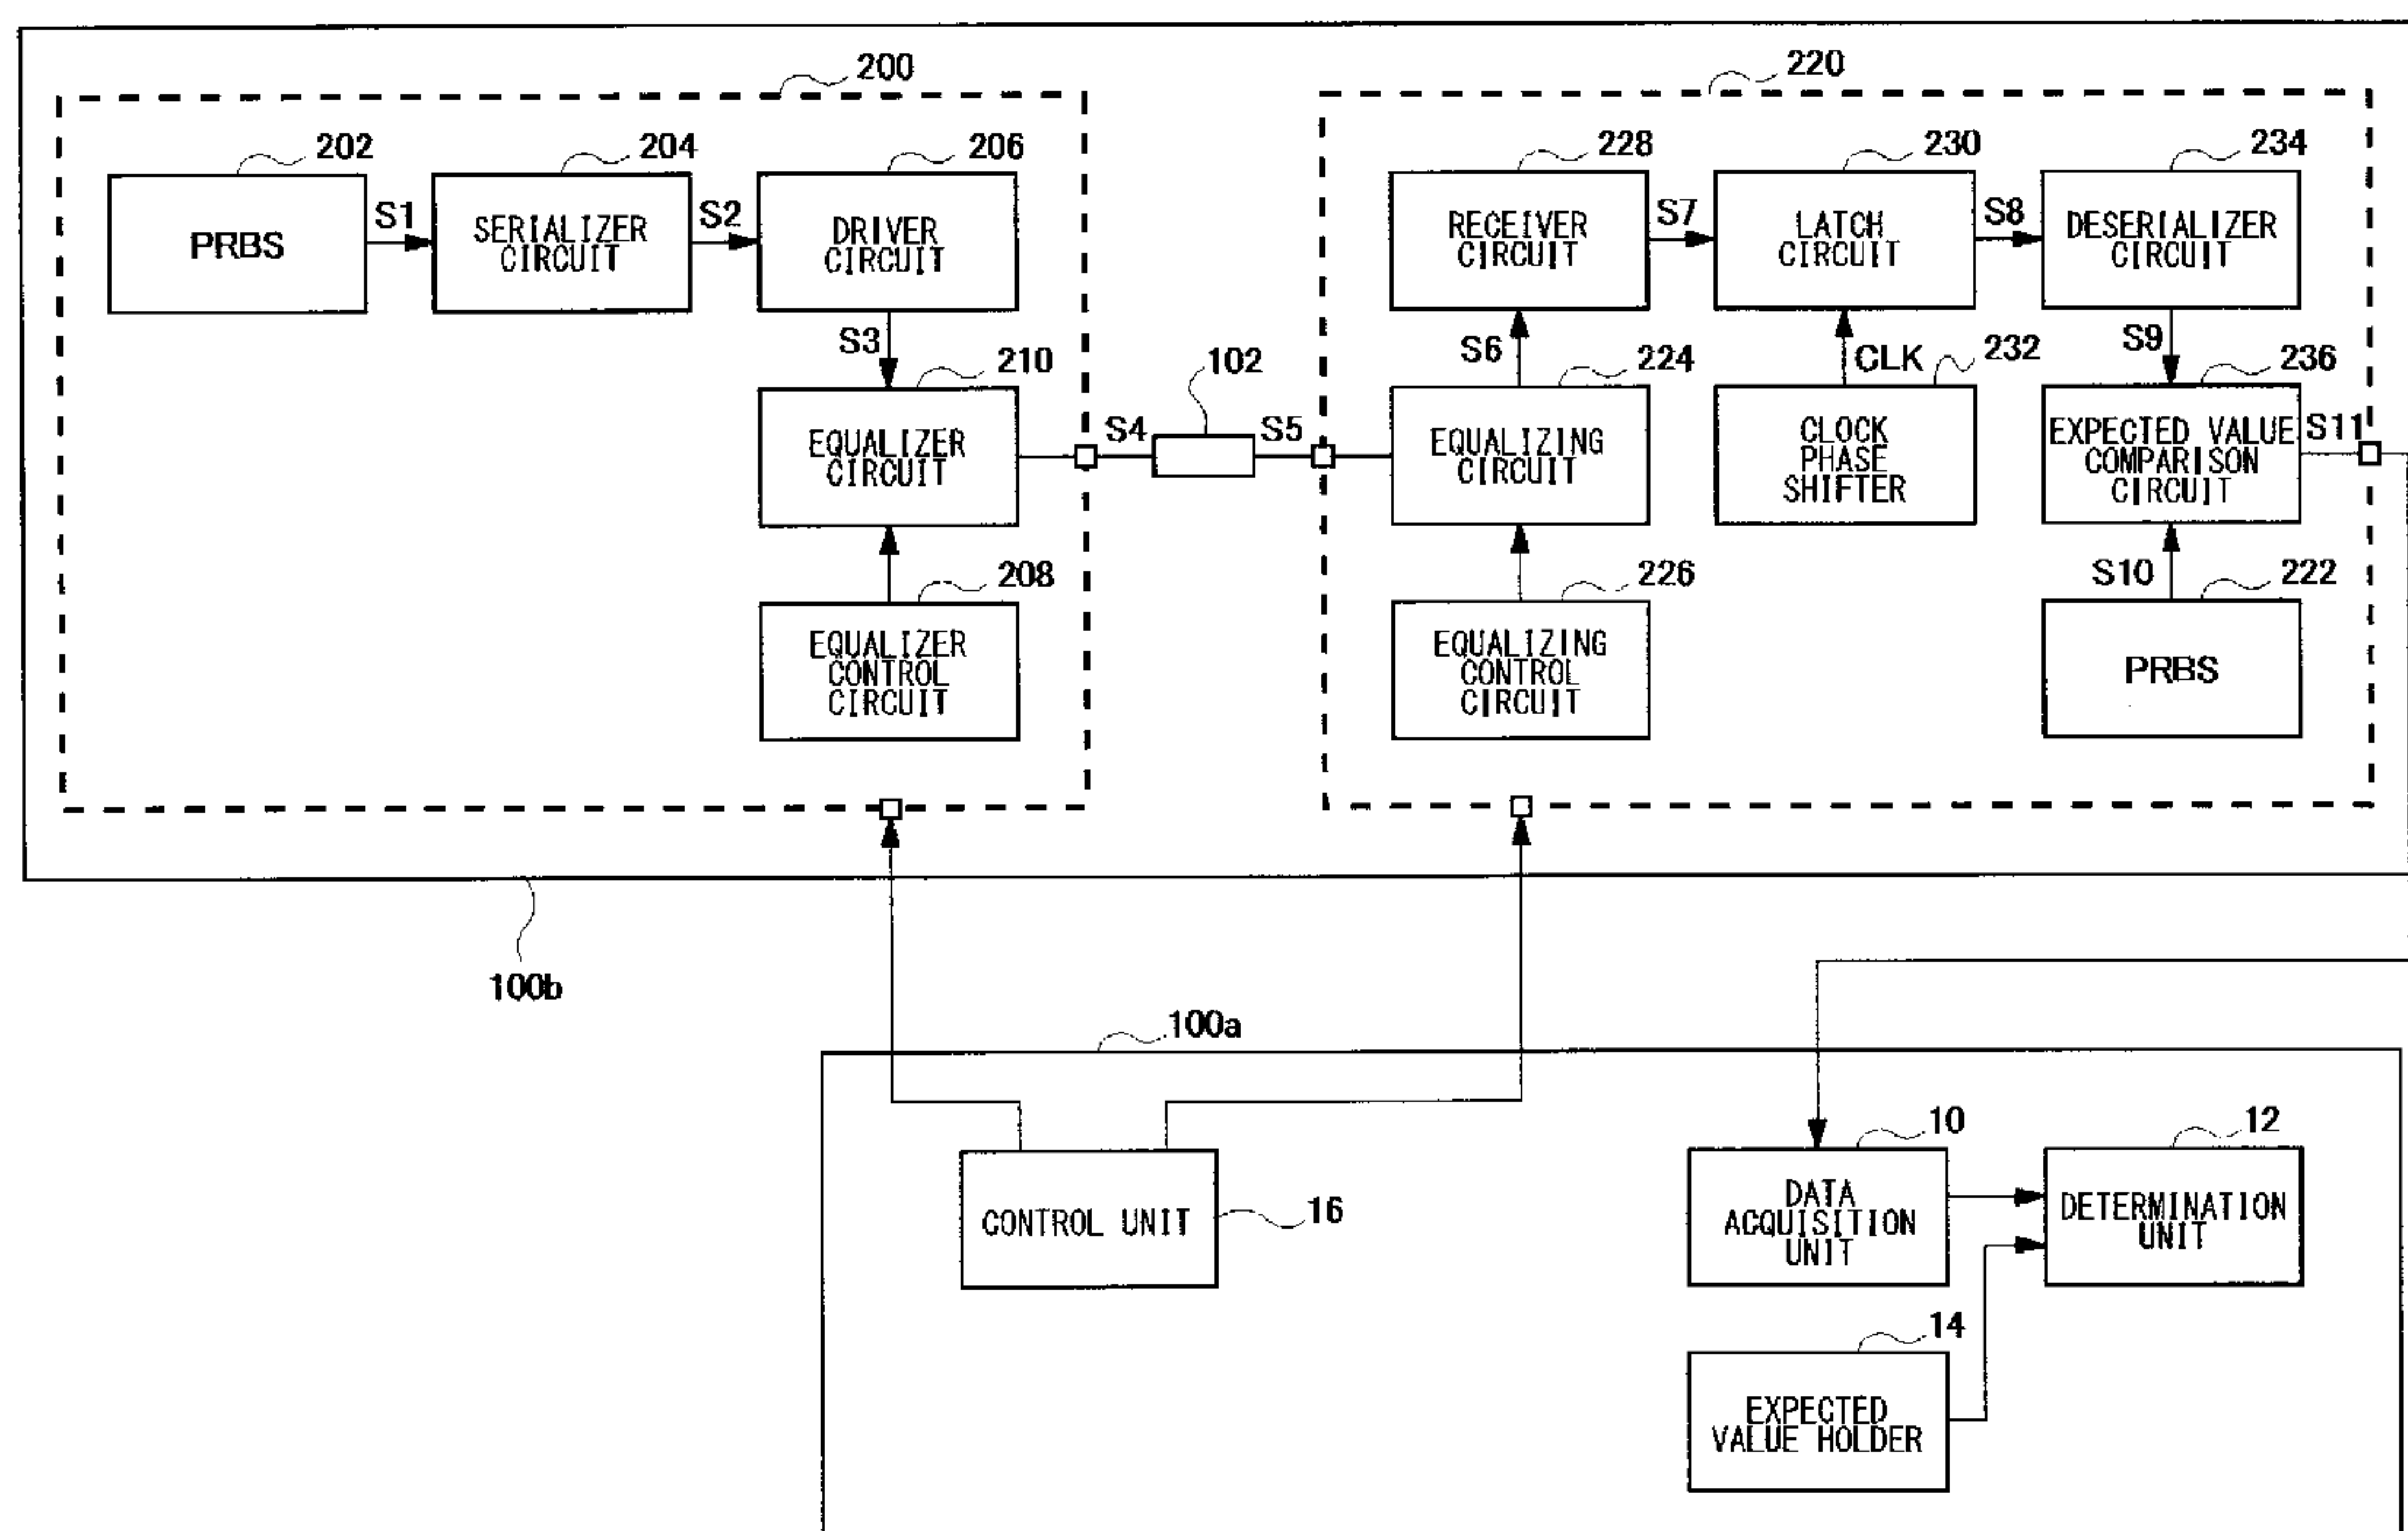 200
220
202
204
206
228
230
234
PRBS
S1
SERIALIZER
CIRCUIT
S2
DRIVER
CIRCUIT
RECEIVER
CIRCUIT
S7
LATCH
CIRCUIT
S8
DESERIALIZER
CIRCUIT
S3
210
102
S6
224
CLK
232
S9
236
EQUALIZER
CIRCUIT
S4
S5
EQUALIZING
CIRCUIT
CLOCK
PHASE
SHIFTER
EXPECTED VALUE
COMPARISON
CIRCUIT
S11
208
226
S10
222
EQUALIZER
CONTROL
CIRCUIT
EQUALIZING
CONTROL
CIRCUIT
PRBS
100b
100a
10
12
CONTROL UNIT
16
DATA
ACQUISITION
UNIT
DETERMINATION
UNIT
14
EXPECTED
VALUE HOLDER